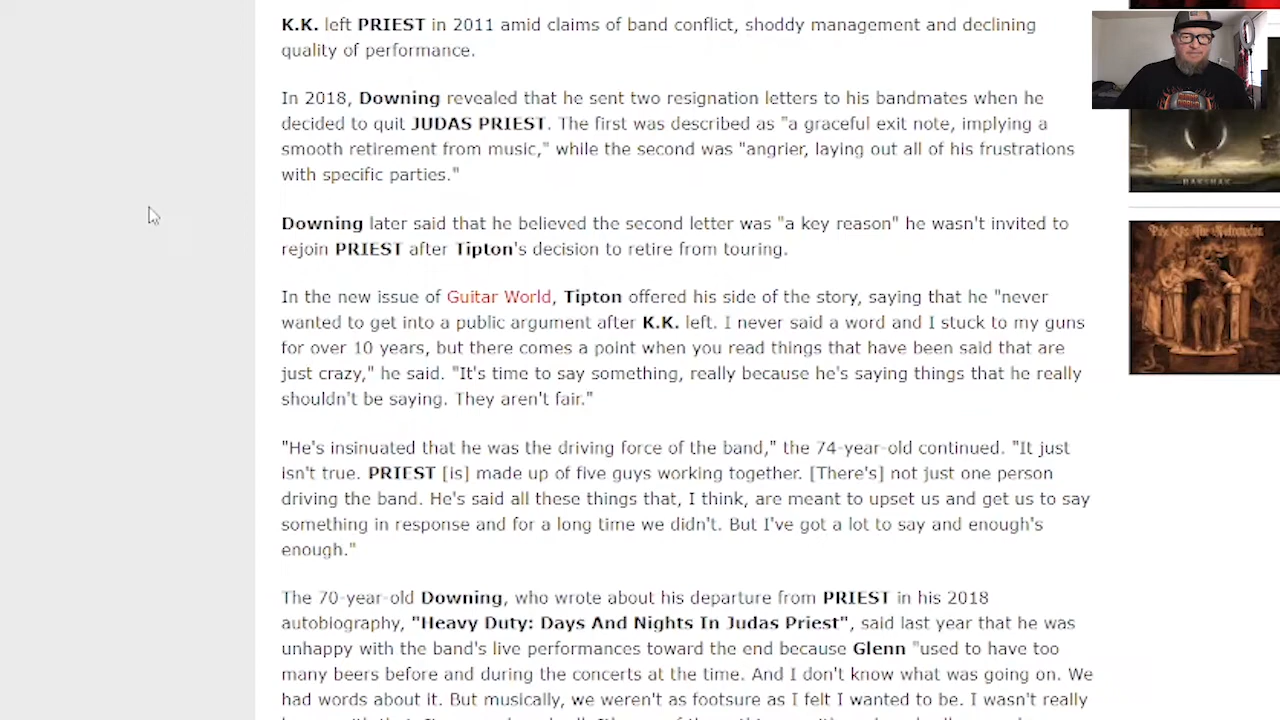 K.K. left PRIEST in 2011 amid claims of band conflict, shoddy management and declining
quality of performance.
In 2018, Downing revealed that he sent two resignation letters to his bandmates when he
decided to quit JUDAS PRIEST. The first was described as "a graceful exit note, implying a
smooth retirement from music," while the second was "angrier, laying out all of his frustrations
with specific parties."
Downing later said that he believed the second letter was "a key reason" he wasn't invited to
rejoin PRIEST after Tipton's decision to retire from touring.
In the new issue of Guitar World, Tipton offered his side of the story, saying that he "never
wanted to get into a public argument after K.K. left. I never said a word and I stuck to my guns
for over 10 years, but there comes a point when you read things that have been said that are
just crazy," he said. "It's time to say something, really because he's saying things that he really
shouldn't be saying. They aren't fair."
"He's insinuated that he was the driving force of the band," the 74-year-old continued. "It just
isn't true. PRIEST [is] made up of five guys working together. [There's] not just one person
driving the band. He's said all these things that, I think, are meant to upset us and get us to say
something in response and for a long time we didn't. But I've got a lot to say and enough's
enough."
The 70-year-old Downing, who wrote about his departure from PRIEST in his 2018
autobiography, "Heavy Duty: Days And Nights In Judas Priest", said last year that he was
unhappy with the band's live performances toward the end because Glenn "used to have too
many beers before and during the concerts at the time. And I don't know what was going on. We
had words about it. But musically, we weren't as footsure as I felt I wanted to be. I wasn't really